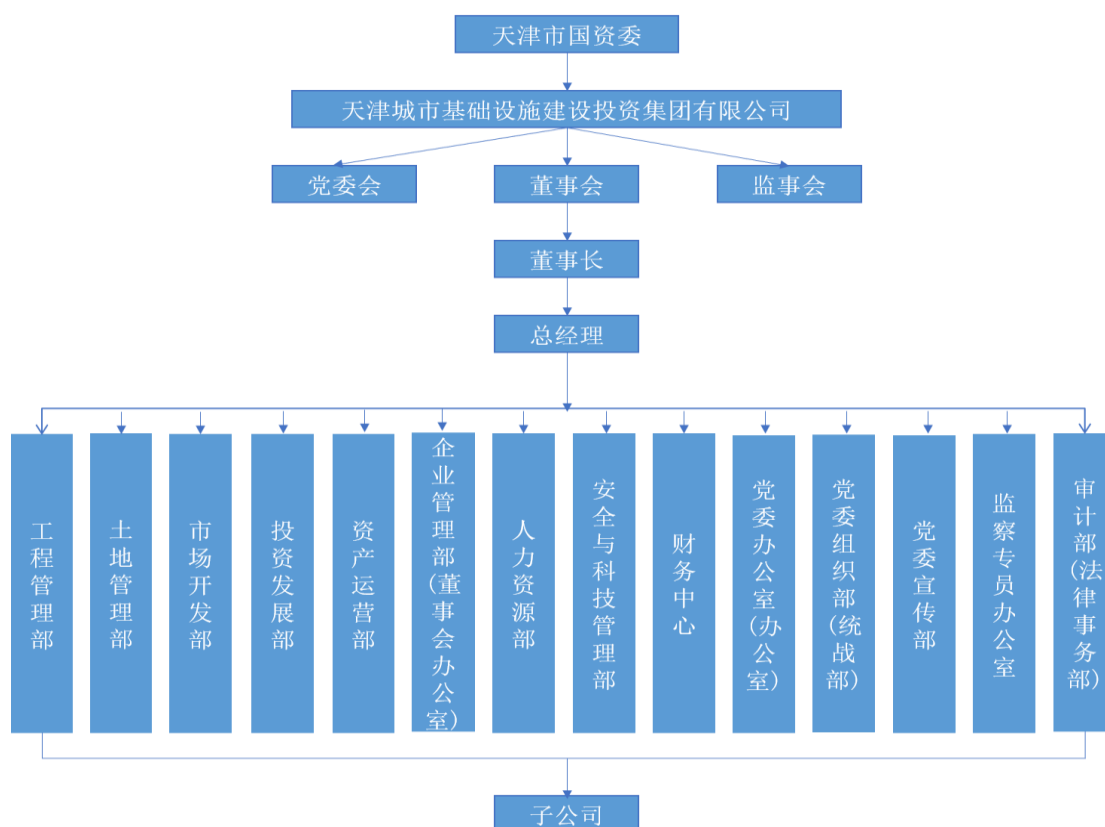 天津市国资委
天津城市基础设施建设投资集团有限公司
党委会
董事会
监事会
董事长
总经理
工程管理部
土地管理部
市场开发部
投资发展部
资产运营部
企业管理部(董事会办公室)
人力资源部
安全与科技管理部
财务中心
党委办公室(办公室)
党委组织部(统战部)
党委宣传部
监察专员办公室
审计部(法律事务部)
子公司